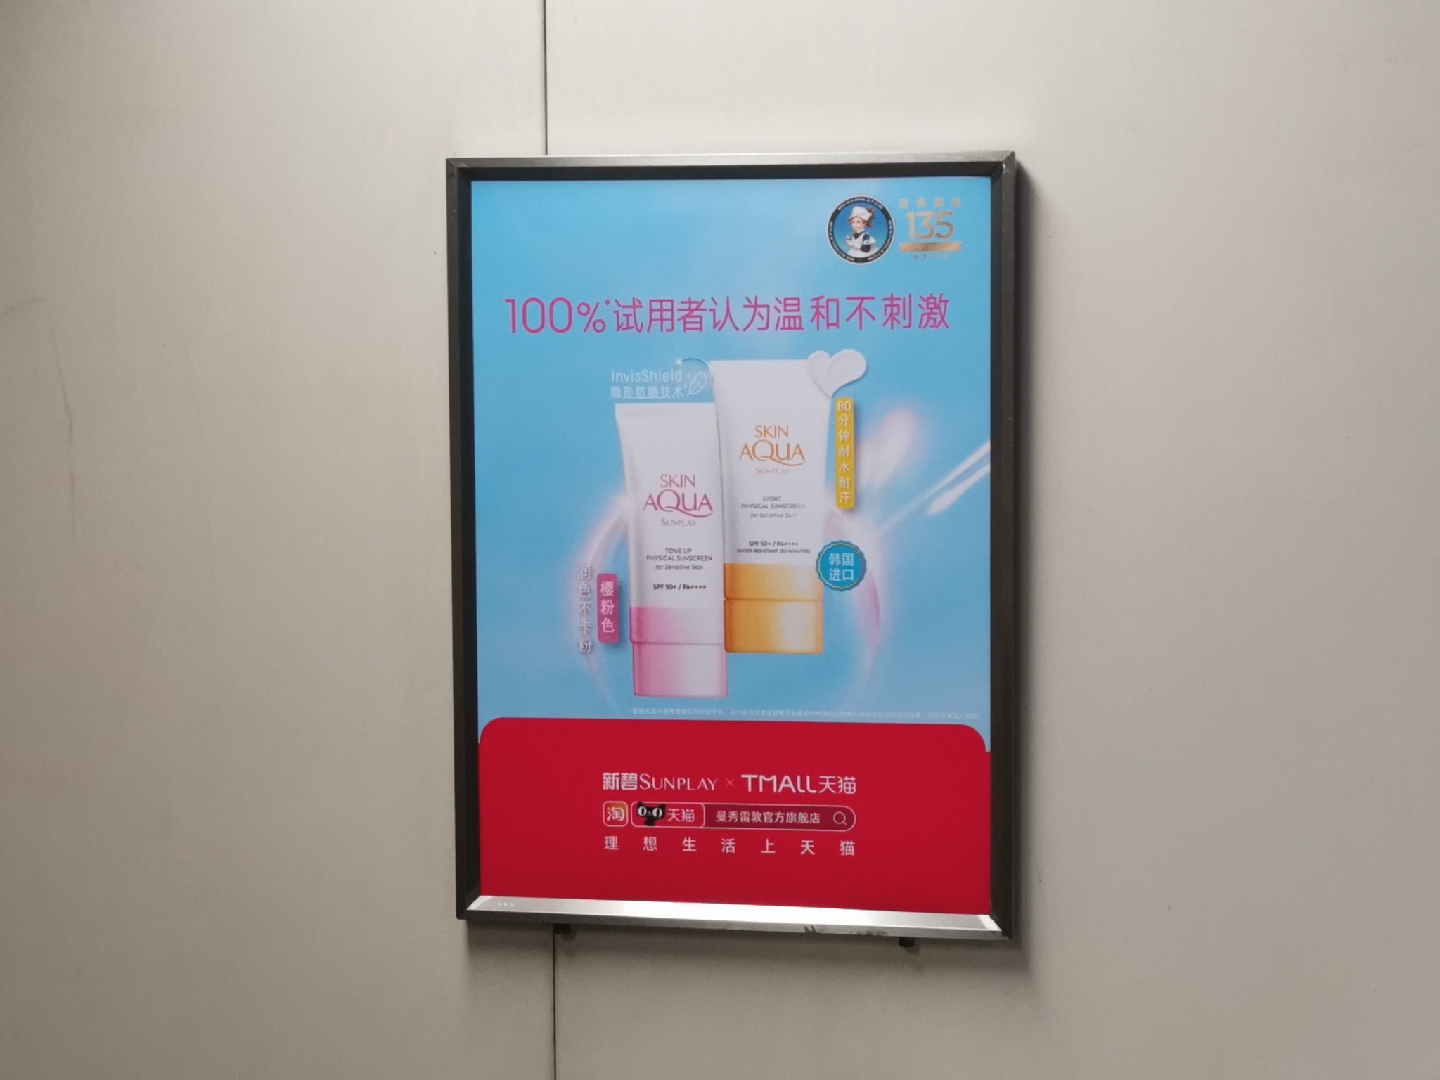 135
100%*试用者认为温和不刺激
InvisShield
隐形防晒技术
80分钟耐水耐汗
SKIN
AQUA
SUNPLAY
SPORT
PHYSICAL SUNSCREEN
for Sensitive Skin
SPF 50+ / PA++++
SKIN
AQUA
SUNPLAY
TONE UP
PHYSICAL SUNSCREEN
for Sensitive Skin
SPF 50+ / PA++++
韩国
进口
樱粉色
润色不卡粉
新碧SUNPLAY × TMALL天猫
淘 天猫 曼秀雷敦官方旗舰店
理想生活上天猫